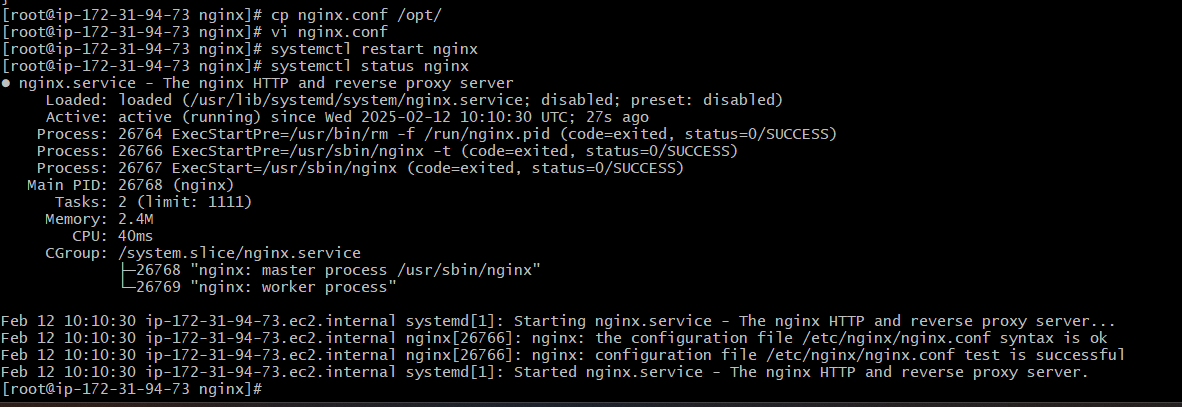 [root@ip-172-31-94-73 nginx]# cp nginx.conf /opt/
[root@ip-172-31-94-73 nginx]# vi nginx.conf
[root@ip-172-31-94-73 nginx]# systemctl restart nginx
[root@ip-172-31-94-73 nginx]# systemctl status nginx
● nginx.service - The nginx HTTP and reverse proxy server
     Loaded: loaded (/usr/lib/systemd/system/nginx.service; disabled; preset: disabled)
     Active: active (running) since Wed 2025-02-12 10:10:30 UTC; 27s ago
    Process: 26764 ExecStartPre=/usr/bin/rm -f /run/nginx.pid (code=exited, status=0/SUCCESS)
    Process: 26766 ExecStartPre=/usr/sbin/nginx -t (code=exited, status=0/SUCCESS)
    Process: 26767 ExecStart=/usr/sbin/nginx (code=exited, status=0/SUCCESS)
   Main PID: 26768 (nginx)
      Tasks: 2 (limit: 1111)
     Memory: 2.4M
        CPU: 40ms
     CGroup: /system.slice/nginx.service
             ├─26768 "nginx: master process /usr/sbin/nginx"
             └─26769 "nginx: worker process"
Feb 12 10:10:30 ip-172-31-94-73.ec2.internal systemd[1]: Starting nginx.service - The nginx HTTP and reverse proxy server...
Feb 12 10:10:30 ip-172-31-94-73.ec2.internal nginx[26766]: nginx: the configuration file /etc/nginx/nginx.conf syntax is ok
Feb 12 10:10:30 ip-172-31-94-73.ec2.internal nginx[26766]: nginx: configuration file /etc/nginx/nginx.conf test is successful
Feb 12 10:10:30 ip-172-31-94-73.ec2.internal systemd[1]: Started nginx.service - The nginx HTTP and reverse proxy server.
[root@ip-172-31-94-73 nginx]#